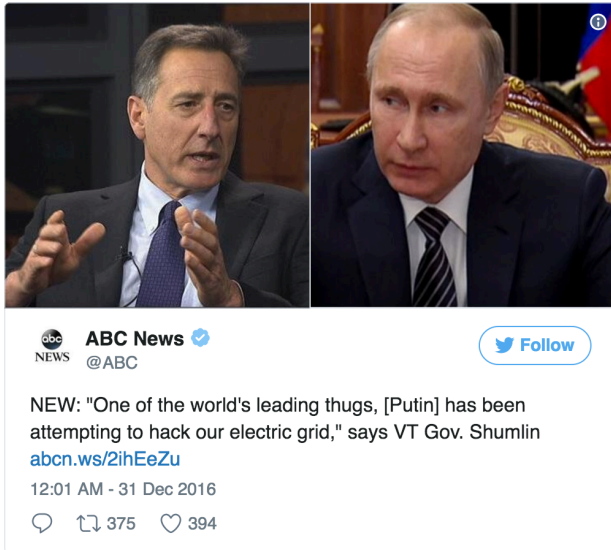 abc
NEWS
ABC News
@ABC
Follow
NEW: "One of the world's leading thugs, [Putin] has been
attempting to hack our electric grid," says VT Gov. Shumlin
abcn.ws/2ihEeZu
12:01 AM - 31 Dec 2016
375
394